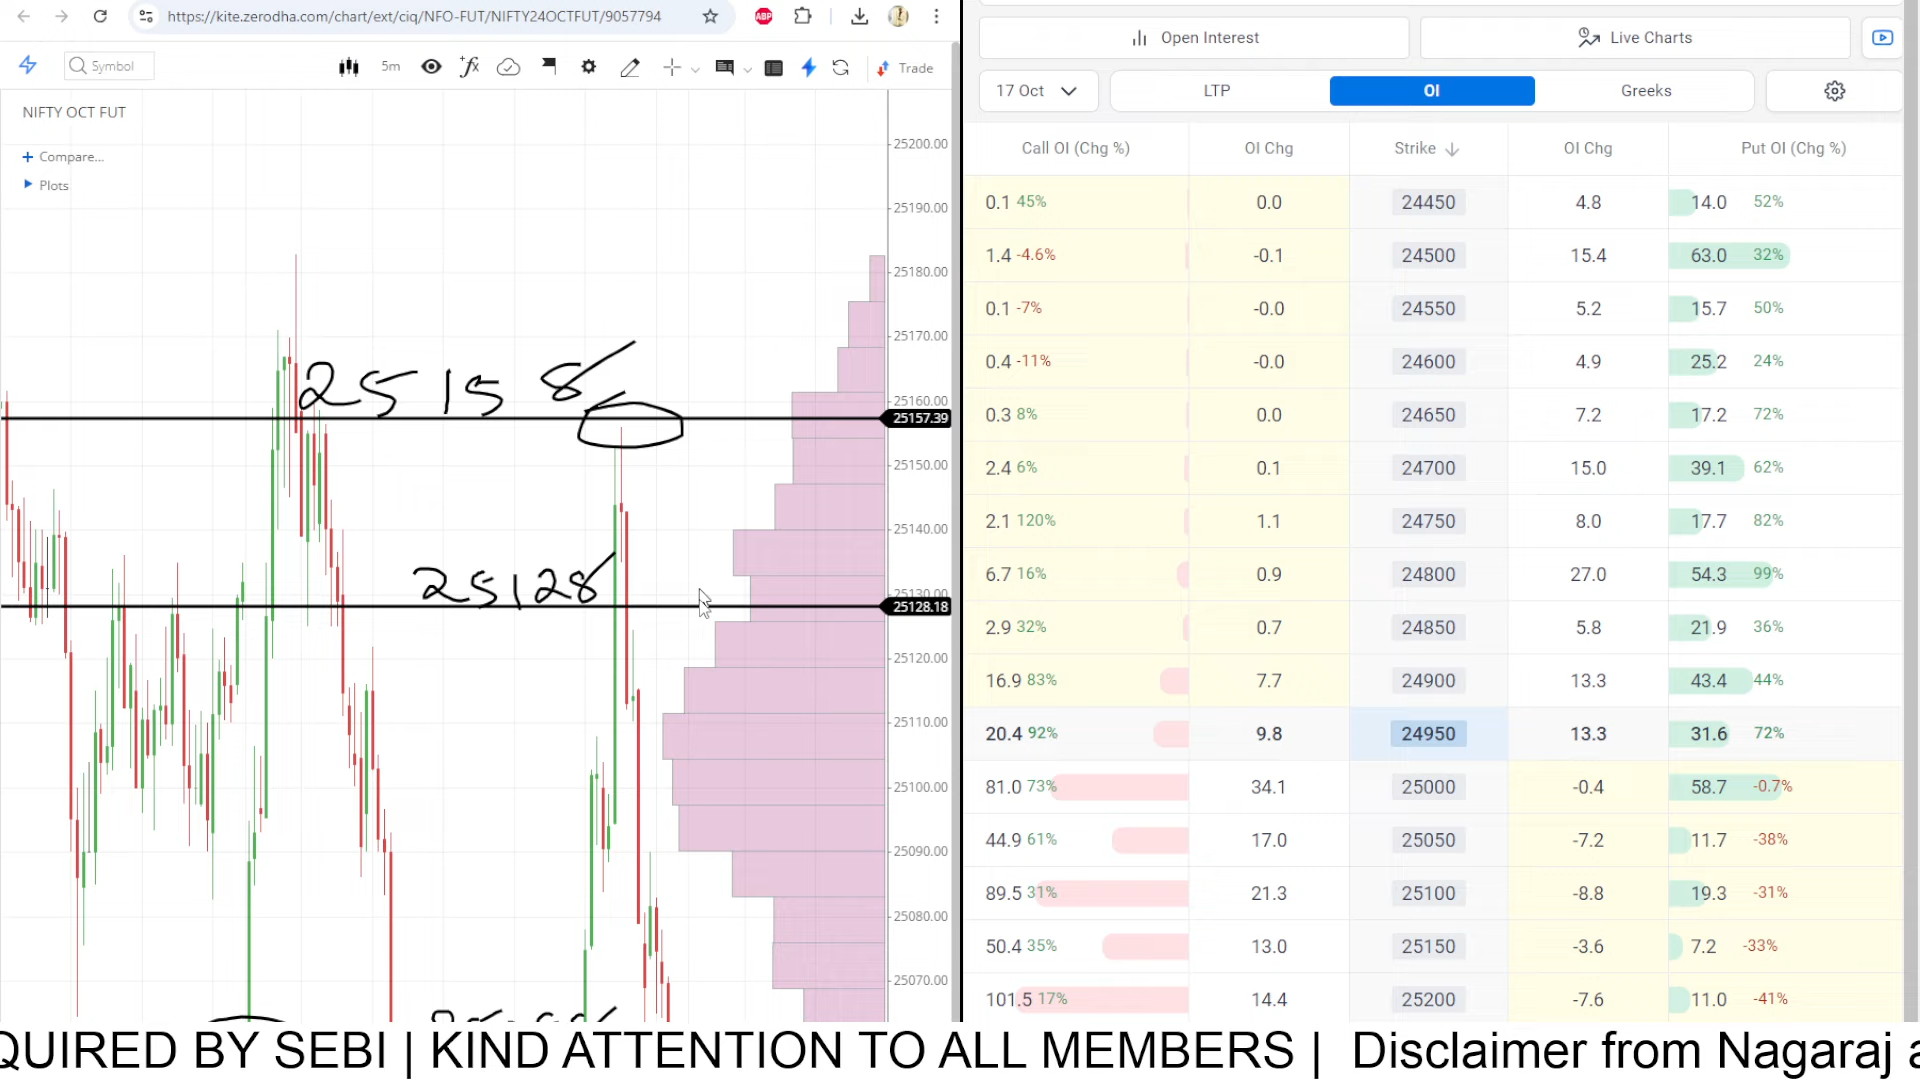 https://kite.zerodha.com/chart/ext/ciq/NFO-FUT/NIFTY24OCTFUT/9057794
ABP
Symbol
5m
Trade
NIFTY OCT FUT
Compare...
Plots
25200.00
25190.00
25180.00
25170.00
25160.00
25157.39
25150.00
25140.00
25130.00
25128.18
25120.00
25110.00
25100.00
25090.00
25080.00
25070.00
25158
25128
Open Interest
Live Charts
17 Oct
LTP
OI
Greeks
Call OI (Chg %) OI Chg Strike OI Chg Put OI (Chg %)
0.1 45% 0.0 24450 4.8 14.0 52%
1.4 -4.6% -0.1 24500 15.4 63.0 32%
0.1 -7% -0.0 24550 5.2 15.7 50%
0.4 -11% -0.0 24600 4.9 25.2 24%
0.3 8% 0.0 24650 7.2 17.2 72%
2.4 6% 0.1 24700 15.0 39.1 62%
2.1 120% 1.1 24750 8.0 17.7 82%
6.7 16% 0.9 24800 27.0 54.3 99%
2.9 32% 0.7 24850 5.8 21.9 36%
16.9 83% 7.7 24900 13.3 43.4 44%
20.4 92% 9.8 24950 13.3 31.6 72%
81.0 73% 34.1 25000 -0.4 58.7 -0.7%
44.9 61% 17.0 25050 -7.2 11.7 -38%
89.5 31% 21.3 25100 -8.8 19.3 -31%
50.4 35% 13.0 25150 -3.6 7.2 -33%
101.5 17% 14.4 25200 -7.6 11.0 -41%
QUIRED BY SEBI | KIND ATTENTION TO ALL MEMBERS | Disclaimer from Nagaraj a